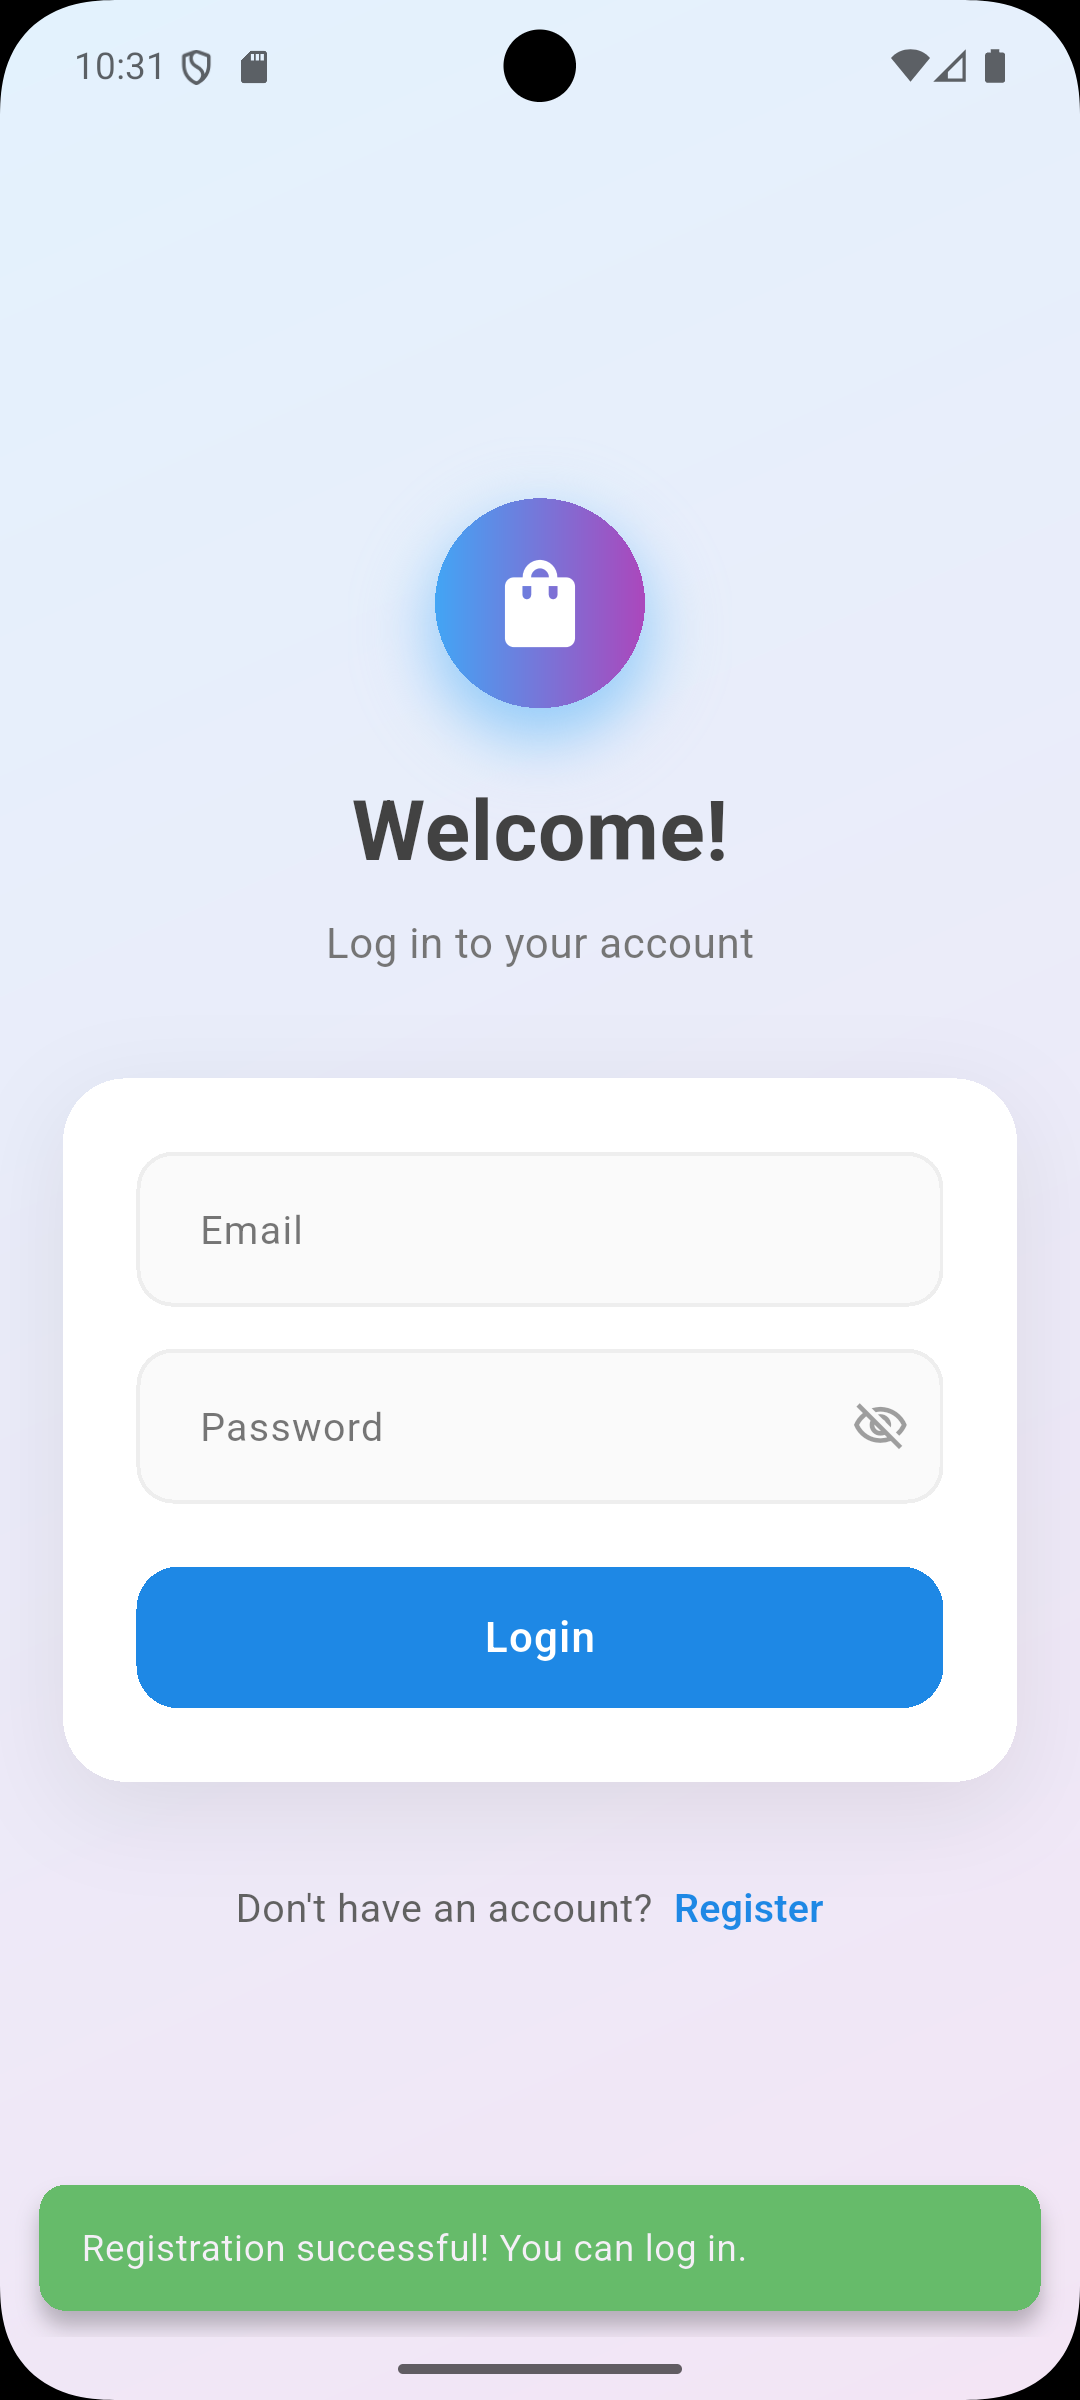 10:31
Welcome!
Log in to your account
Email
Password
Login
Don't have an account? Register
Registration successful! You can log in.